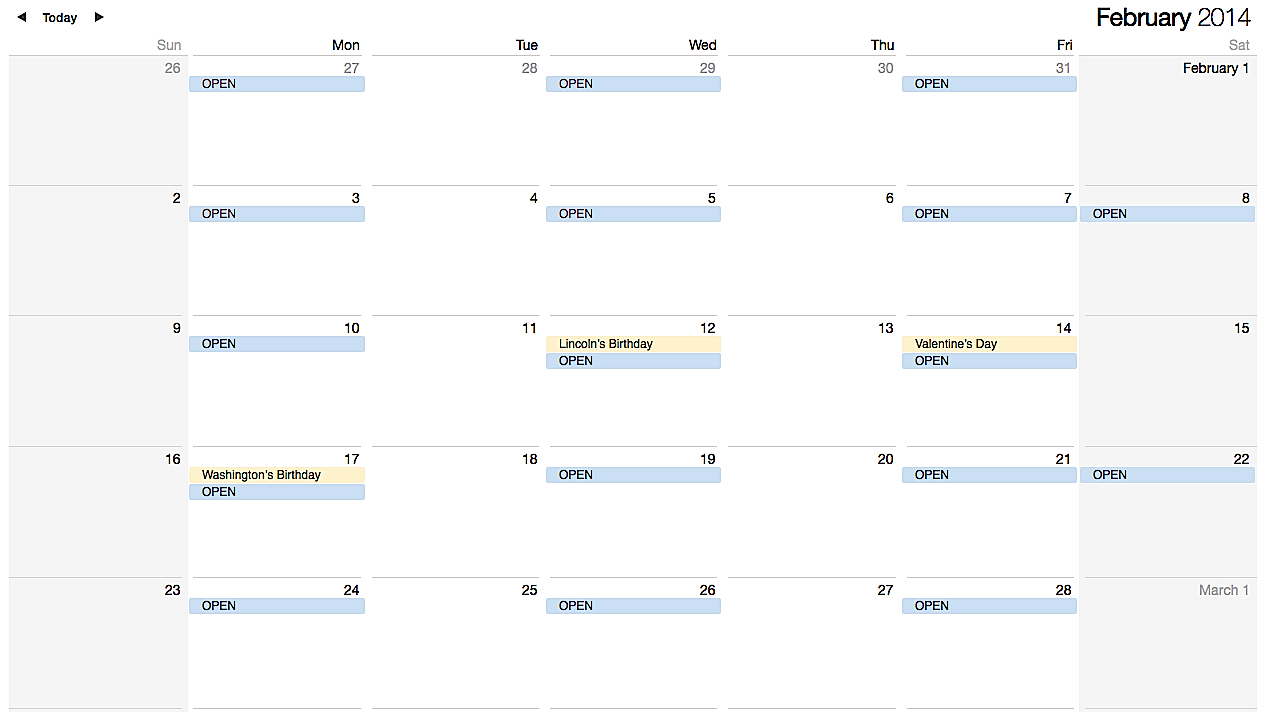 ◀ Today ▶ February 2014
Sun Mon Tue Wed Thu Fri Sat
26 27 28 29 30 31 February 1
OPEN OPEN OPEN
2 3 4 5 6 7 8
OPEN OPEN OPEN OPEN
9 10 11 12 13 14 15
OPEN Lincoln's Birthday Valentine's Day
OPEN OPEN
16 17 18 19 20 21 22
Washington's Birthday OPEN OPEN OPEN
OPEN
23 24 25 26 27 28 March 1
OPEN OPEN OPEN